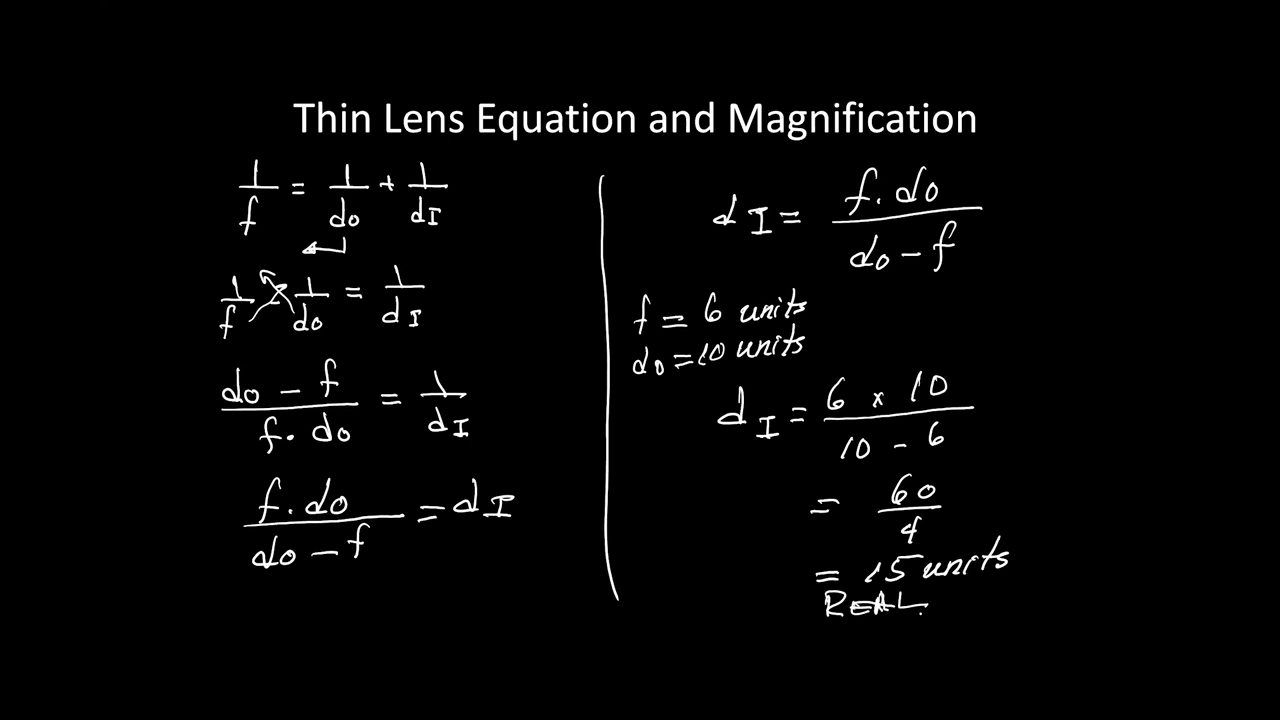 Thin Lens Equation and Magnification
1/f = 1/do + 1/dI
1/f - 1/do = 1/dI
do - f / f. do = 1/dI
f. do / do - f = dI
dI = f. do / do - f
f = 6 units
do = 10 units
dI = 6 x 10 / 10 - 6
= 60/4
= 15 units
REAL.